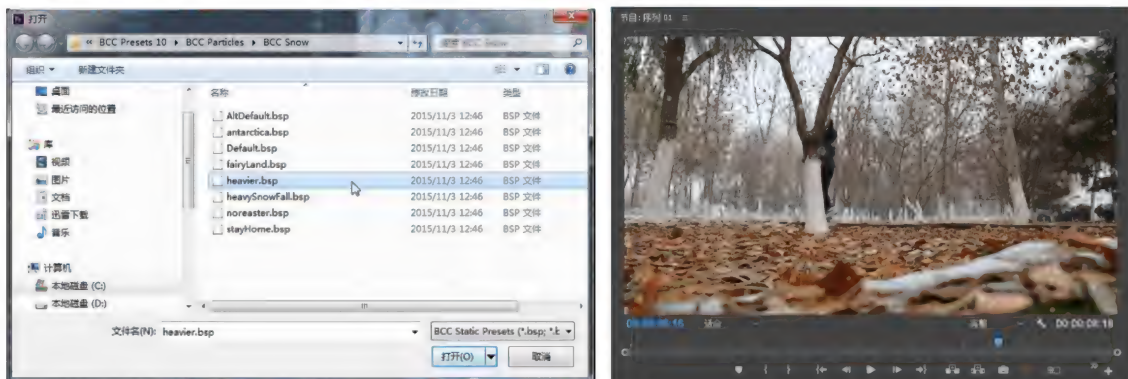 打开
« BCC Presets 10 ▸ BCC Particles ▸ BCC Snow
组织 新建文件夹
桌面
最近访问的位置
库
视频
图片
文档
迅雷下载
音乐
计算机
本地磁盘 (C:)
本地磁盘 (D:)
名称 修改日期 类型
AltDefault.bsp 2015/11/3 12:46 BSP 文件
antarctica.bsp 2015/11/3 12:46 BSP 文件
Default.bsp 2015/11/3 12:46 BSP 文件
fairyLand.bsp 2015/11/3 12:46 BSP 文件
heavier.bsp 2015/11/3 12:46 BSP 文件
heavySnowFall.bsp 2015/11/3 12:46 BSP 文件
noreaster.bsp 2015/11/3 12:46 BSP 文件
stayHome.bsp 2015/11/3 12:46 BSP 文件
文件名(N): heavier.bsp
BCC Static Presets (*.bsp; *.b
打开(O) 取消
节目: 序列 01
适合
00:00:08:18